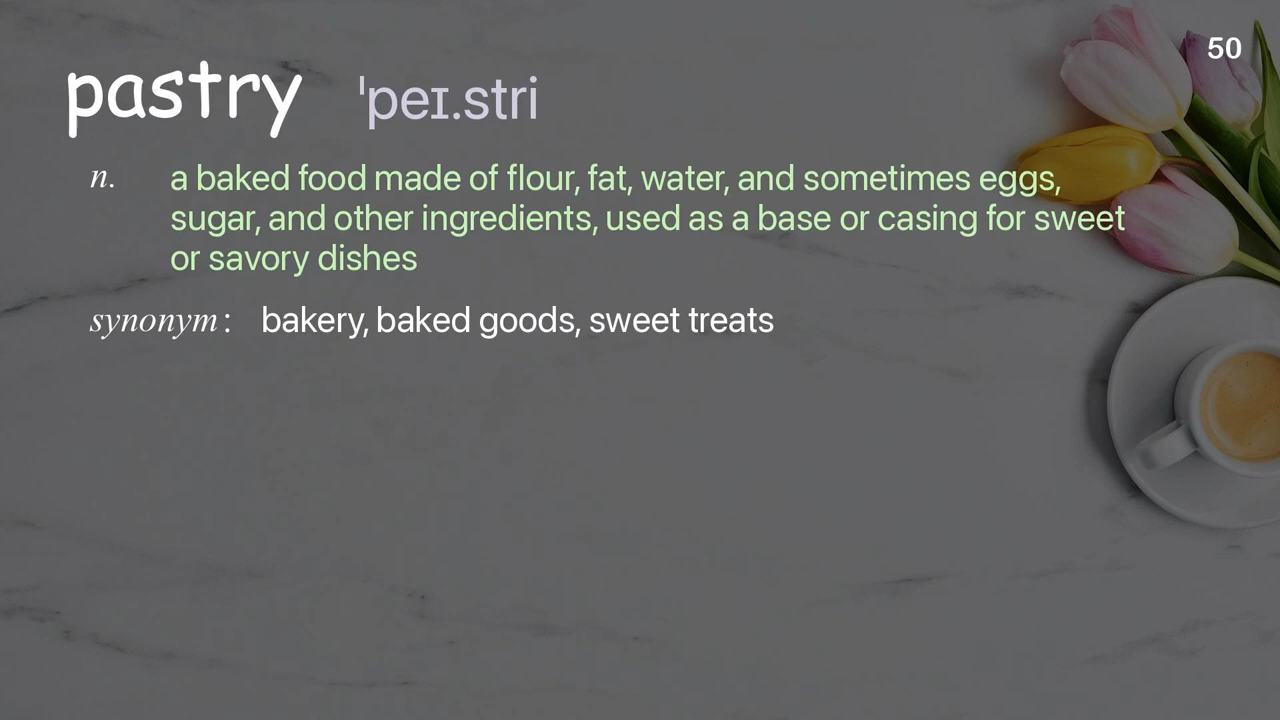 50
pastry ˈpeɪ.stri
n. a baked food made of flour, fat, water, and sometimes eggs,
sugar, and other ingredients, used as a base or casing for sweet
or savory dishes
synonym: bakery, baked goods, sweet treats